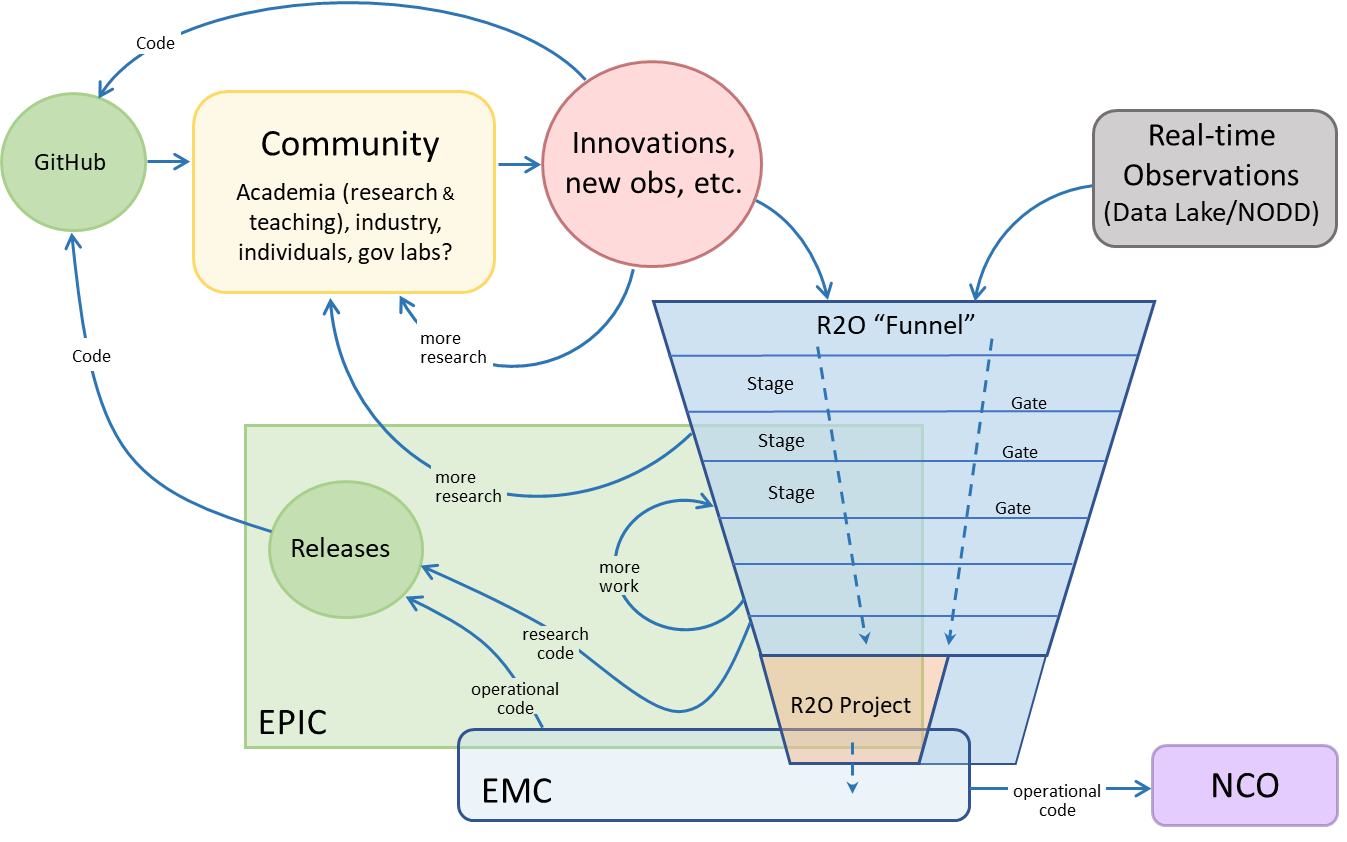 Code
GitHub
Community
Academia (research &
teaching), industry,
individuals, gov labs?
Innovations,
new obs, etc.
Real-time
Observations
(Data Lake/NODD)
more
research
Code
R2O “Funnel”
Stage
Gate
Stage
Gate
Stage
Gate
more
research
Releases
more
work
research
code
operational
code
EPIC
R2O Project
EMC
operational
code
NCO